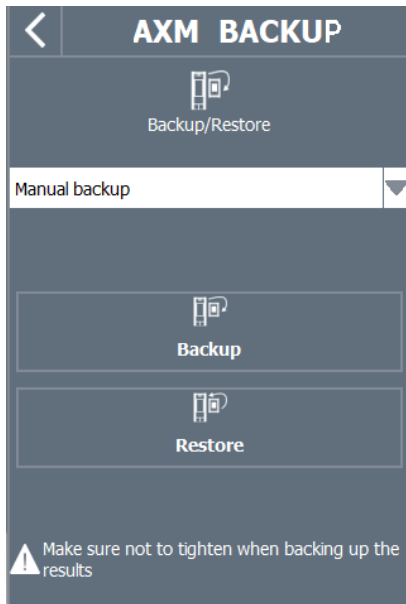 AXM BACKUP
Backup/Restore
Manual backup
Backup
Restore
Make sure not to tighten when backing up the
results